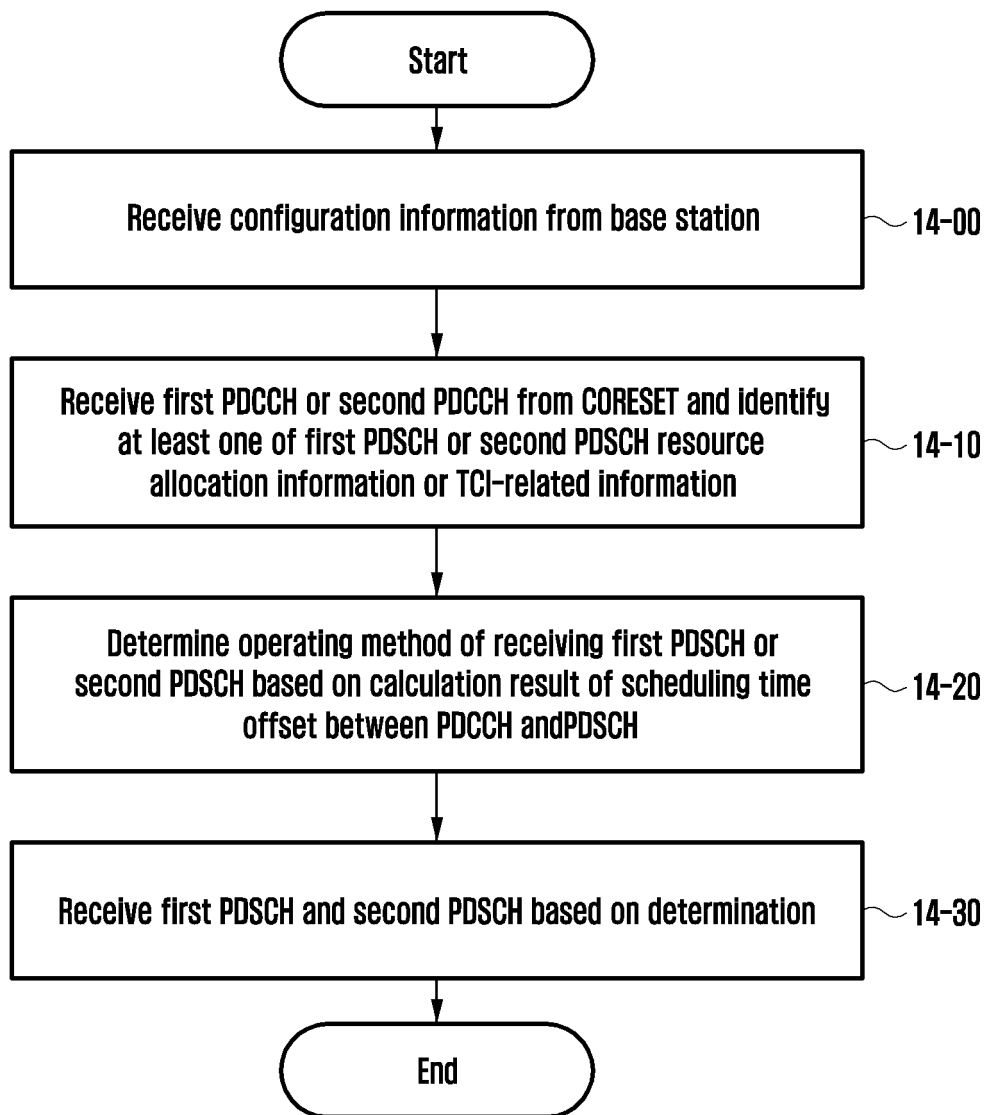 Start
Receive configuration information from base station
14-00
Receive first PDCCH or second PDCCH from CORESET and identify
at least one of first PDSCH or second PDSCH resource
allocation information or TCI-related information
14-10
Determine operating method of receiving first PDSCH or
second PDSCH based on calculation result of scheduling time
offset between PDCCH andPDSCH
14-20
Receive first PDSCH and second PDSCH based on determination
14-30
End